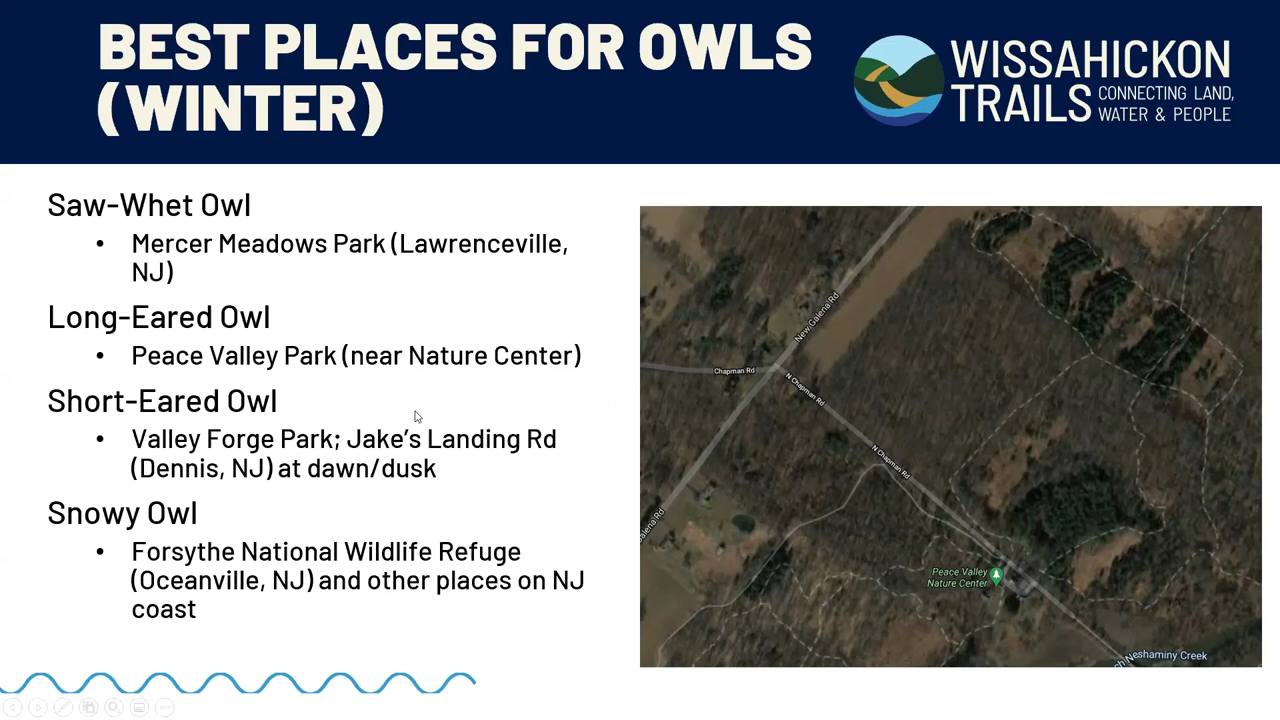 BEST PLACES FOR OWLS
(WINTER)
WISSAHICKON
TRAILS
CONNECTING LAND,
WATER & PEOPLE
Saw-Whet Owl
• Mercer Meadows Park (Lawrenceville,
NJ)
Long-Eared Owl
• Peace Valley Park (near Nature Center)
Short-Eared Owl
• Valley Forge Park; Jake's Landing Rd
(Dennis, NJ) at dawn/dusk
Snowy Owl
• Forsythe National Wildlife Refuge
(Oceanville, NJ) and other places on NJ
coast
New Galena Rd
Chapman Rd
N Chapman Rd
N Chapman Rd
Rd
Peace Valley
Nature Center
Neshaminy Creek